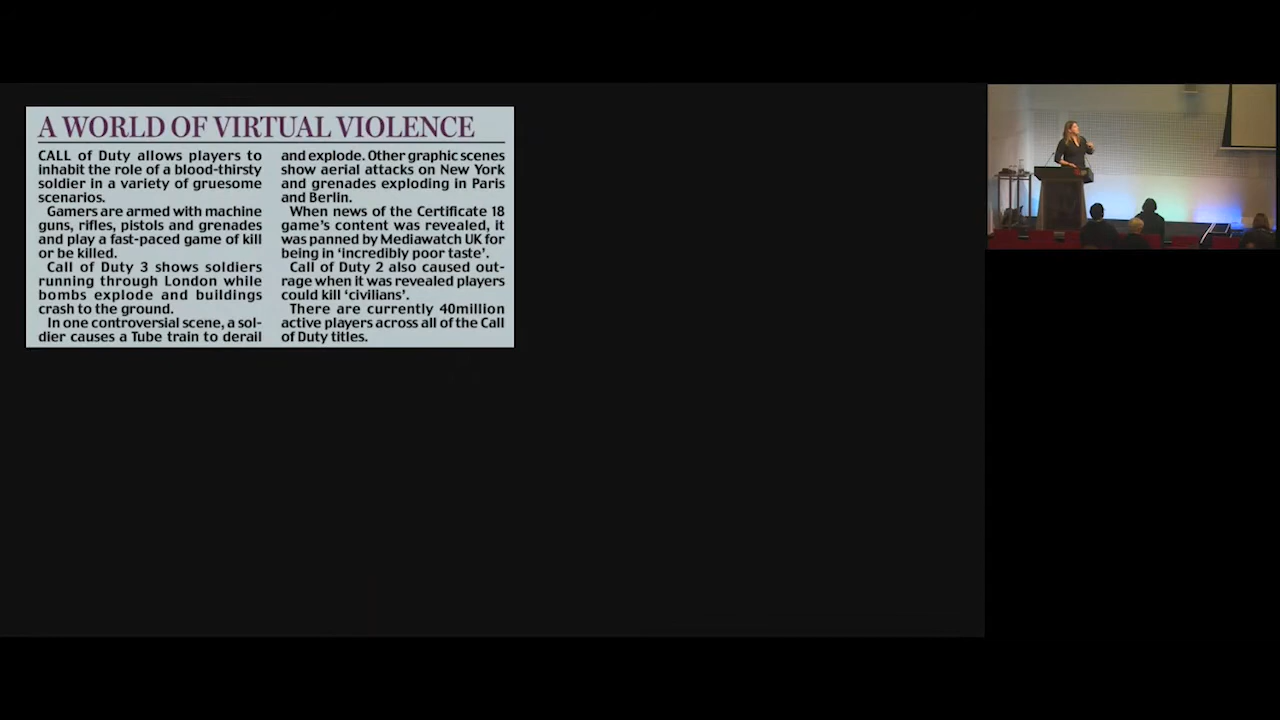 A WORLD OF VIRTUAL VIOLENCE
CALL of Duty allows players to
inhabit the role of a blood-thirsty
soldier in a variety of gruesome
scenarios.
Gamers are armed with machine
guns, rifles, pistols and grenades
and play a fast-paced game of kill
or be killed.
Call of Duty 3 shows soldiers
running through London while
bombs explode and buildings
crash to the ground.
In one controversial scene, a sol-
dier causes a Tube train to derail
and explode. Other graphic scenes
show aerial attacks on New York
and grenades exploding in Paris
and Berlin.
When news of the Certificate 18
game's content was revealed, it
was panned by Mediawatch UK for
being in 'incredibly poor taste'.
Call of Duty 2 also caused out-
rage when it was revealed players
could kill 'civilians'.
There are currently 40million
active players across all of the Call
of Duty titles.